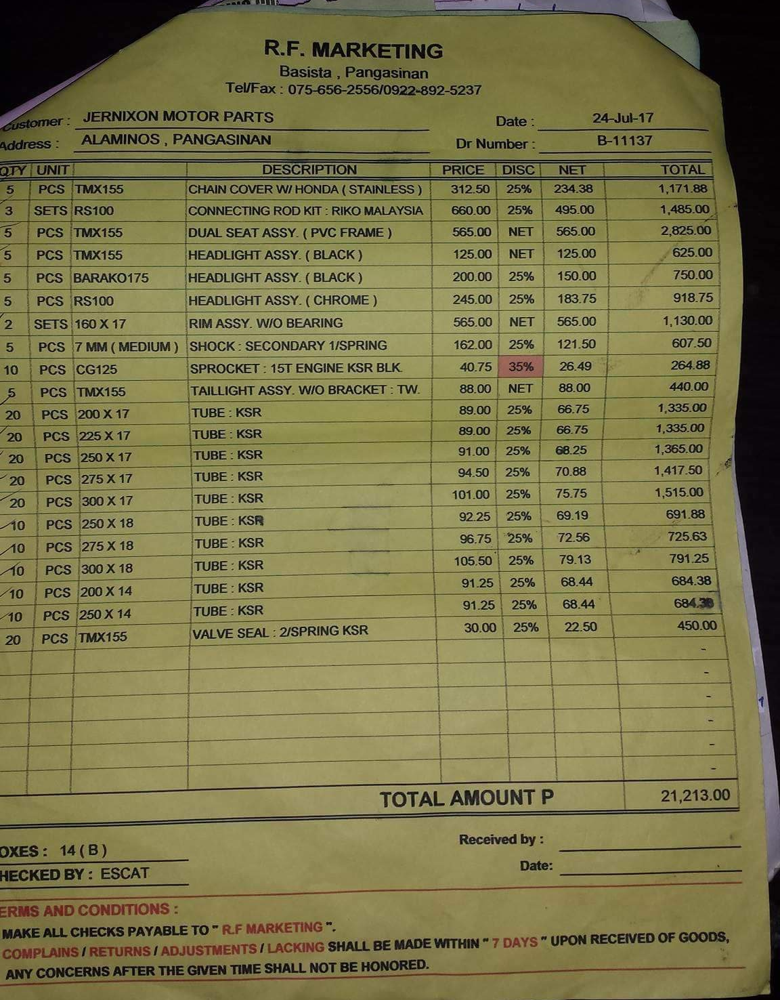 R.F. MARKETING
Basista , Pangasinan
Tel/Fax : 075-656-2556/0922-892-5237
Customer : JERNIXON MOTOR PARTS Date : 24-Jul-17
Address : ALAMINOS , PANGASINAN Dr Number : B-11137
QTY UNIT DESCRIPTION PRICE DISC NET TOTAL
5 PCS TMX155 CHAIN COVER W/ HONDA ( STAINLESS ) 312.50 25% 234.38 1,171.88
3 SETS RS100 CONNECTING ROD KIT : RIKO MALAYSIA 660.00 25% 495.00 1,485.00
5 PCS TMX155 DUAL SEAT ASSY. ( PVC FRAME ) 565.00 NET 565.00 2,825.00
5 PCS TMX155 HEADLIGHT ASSY. ( BLACK ) 125.00 NET 125.00 625.00
5 PCS BARAKO175 HEADLIGHT ASSY. ( BLACK ) 200.00 25% 150.00 750.00
5 PCS RS100 HEADLIGHT ASSY. ( CHROME ) 245.00 25% 183.75 918.75
2 SETS 160 X 17 RIM ASSY. W/O BEARING 565.00 NET 565.00 1,130.00
5 PCS 7 MM ( MEDIUM ) SHOCK : SECONDARY 1/SPRING 162.00 25% 121.50 607.50
10 PCS CG125 SPROCKET : 15T ENGINE KSR BLK. 40.75 35% 26.49 264.88
5 PCS TMX155 TAILLIGHT ASSY. W/O BRACKET : TW. 88.00 NET 88.00 440.00
20 PCS 200 X 17 TUBE : KSR 89.00 25% 66.75 1,335.00
20 PCS 225 X 17 TUBE : KSR 89.00 25% 66.75 1,335.00
20 PCS 250 X 17 TUBE : KSR 91.00 25% 68.25 1,365.00
20 PCS 275 X 17 TUBE : KSR 94.50 25% 70.88 1,417.50
20 PCS 300 X 17 TUBE : KSR 101.00 25% 75.75 1,515.00
10 PCS 250 X 18 TUBE : KSR 92.25 25% 69.19 691.88
10 PCS 275 X 18 TUBE : KSR 96.75 25% 72.56 725.63
10 PCS 300 X 18 TUBE : KSR 105.50 25% 79.13 791.25
10 PCS 200 X 14 TUBE : KSR 91.25 25% 68.44 684.38
10 PCS 250 X 14 TUBE : KSR 91.25 25% 68.44 684.38
20 PCS TMX155 VALVE SEAL : 2/SPRING KSR 30.00 25% 22.50 450.00
-
-
-
-
-
-
TOTAL AMOUNT P 21,213.00
OXES : 14 ( B ) Received by :
HECKED BY : ESCAT Date:
ERMS AND CONDITIONS :
MAKE ALL CHECKS PAYABLE TO " R.F MARKETING ".
COMPLAINS / RETURNS / ADJUSTMENTS / LACKING SHALL BE MADE WITHIN " 7 DAYS " UPON RECEIVED OF GOODS,
ANY CONCERNS AFTER THE GIVEN TIME SHALL NOT BE HONORED.